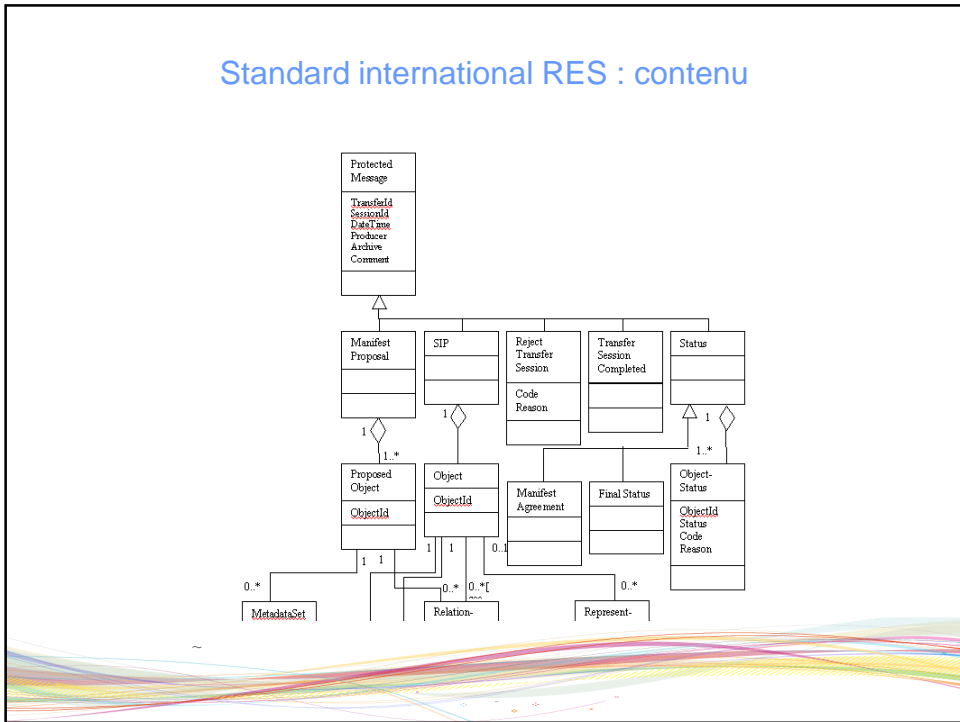 Standard international RES : contenu
Protected
Message
TransferId
SessionId
DateTime
Producer
Archive
Comment
Manifest
Proposal
SIP
Reject
Transfer
Session
Code
Reason
Transfer
Session
Completed
Status
1
1..*
1
1
1..*
Proposed
Object
ObjectId
Object
ObjectId
Manifest
Agreement
Final Status
Object-
Status
ObjectId
Status
Code
Reason
1
1
1
1
0..1
0..*
0..*
0..*[
0..*
MetadataSet
Relation-
Represent-
~